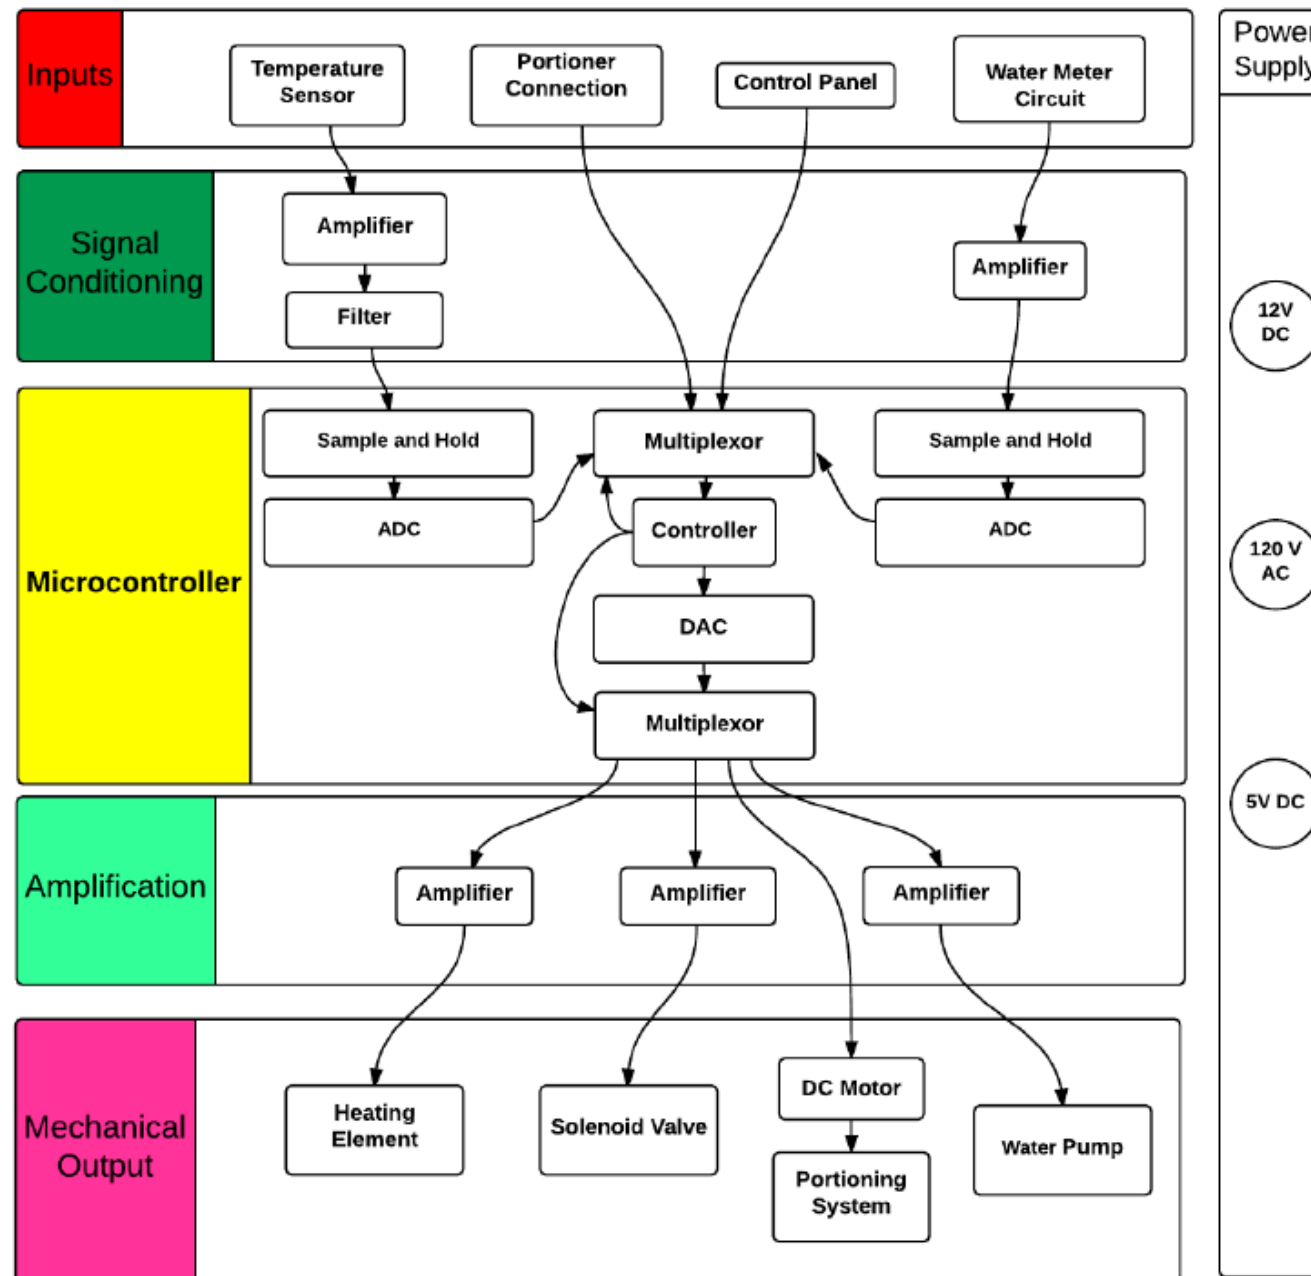 Inputs
Temperature
Sensor
Portioner
Connection
Control Panel
Water Meter
Circuit
Power
Supply
Signal
Conditioning
Amplifier
Filter
Amplifier
12V
DC
Microcontroller
Sample and Hold
Multiplexor
Sample and Hold
ADC
Controller
ADC
120 V
AC
DAC
Multiplexor
5V DC
Amplification
Amplifier
Amplifier
Amplifier
Mechanical
Output
Heating
Element
Solenoid Valve
DC Motor
Portioning
System
Water Pump